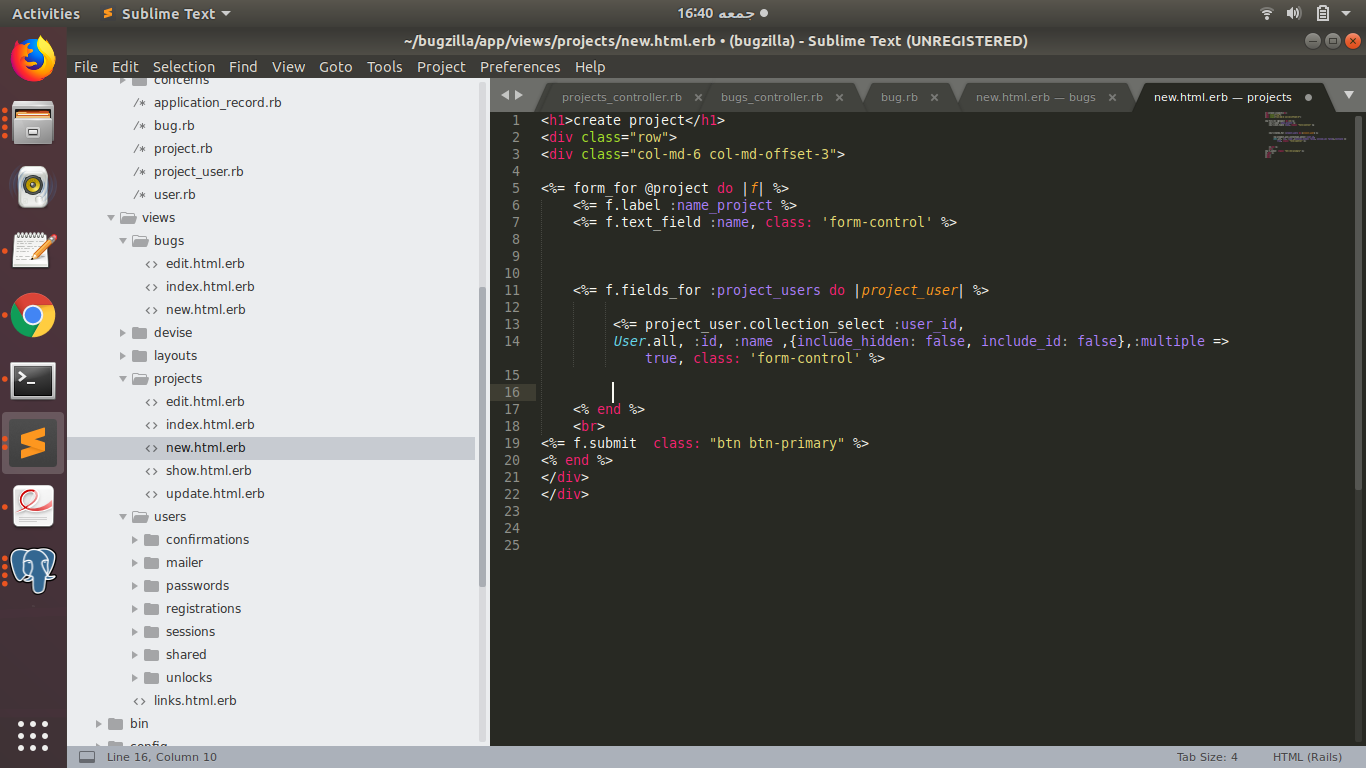 Activities
Sublime Text
جمعه 16:40
~/bugzilla/app/views/projects/new.html.erb • (bugzilla) - Sublime Text (UNREGISTERED)
File Edit Selection Find View Goto Tools Project Preferences Help
concerns
application_record.rb
bug.rb
project.rb
project_user.rb
user.rb
views
bugs
edit.html.erb
index.html.erb
new.html.erb
devise
layouts
projects
edit.html.erb
index.html.erb
new.html.erb
show.html.erb
update.html.erb
users
confirmations
mailer
passwords
registrations
sessions
shared
unlocks
links.html.erb
bin
config
projects_controller.rb
bugs_controller.rb
bug.rb
new.html.erb — bugs
new.html.erb — projects
1 <h1>create project</h1>
2 <div class="row">
3 <div class="col-md-6 col-md-offset-3">
4
5 <%= form_for @project do |f| %>
6 <%= f.label :name_project %>
7 <%= f.text_field :name, class: 'form-control' %>
8
9
10
11 <%= f.fields_for :project_users do |project_user| %>
12
13 <%= project_user.collection_select :user_id,
14 User.all, :id, :name ,{include_hidden: false, include_id: false},:multiple =>
true, class: 'form-control' %>
15
16
17 <% end %>
18 <br>
19 <%= f.submit  class: "btn btn-primary" %>
20 <% end %>
21 </div>
22 </div>
23
24
25
Line 16, Column 10
Tab Size: 4
HTML (Rails)